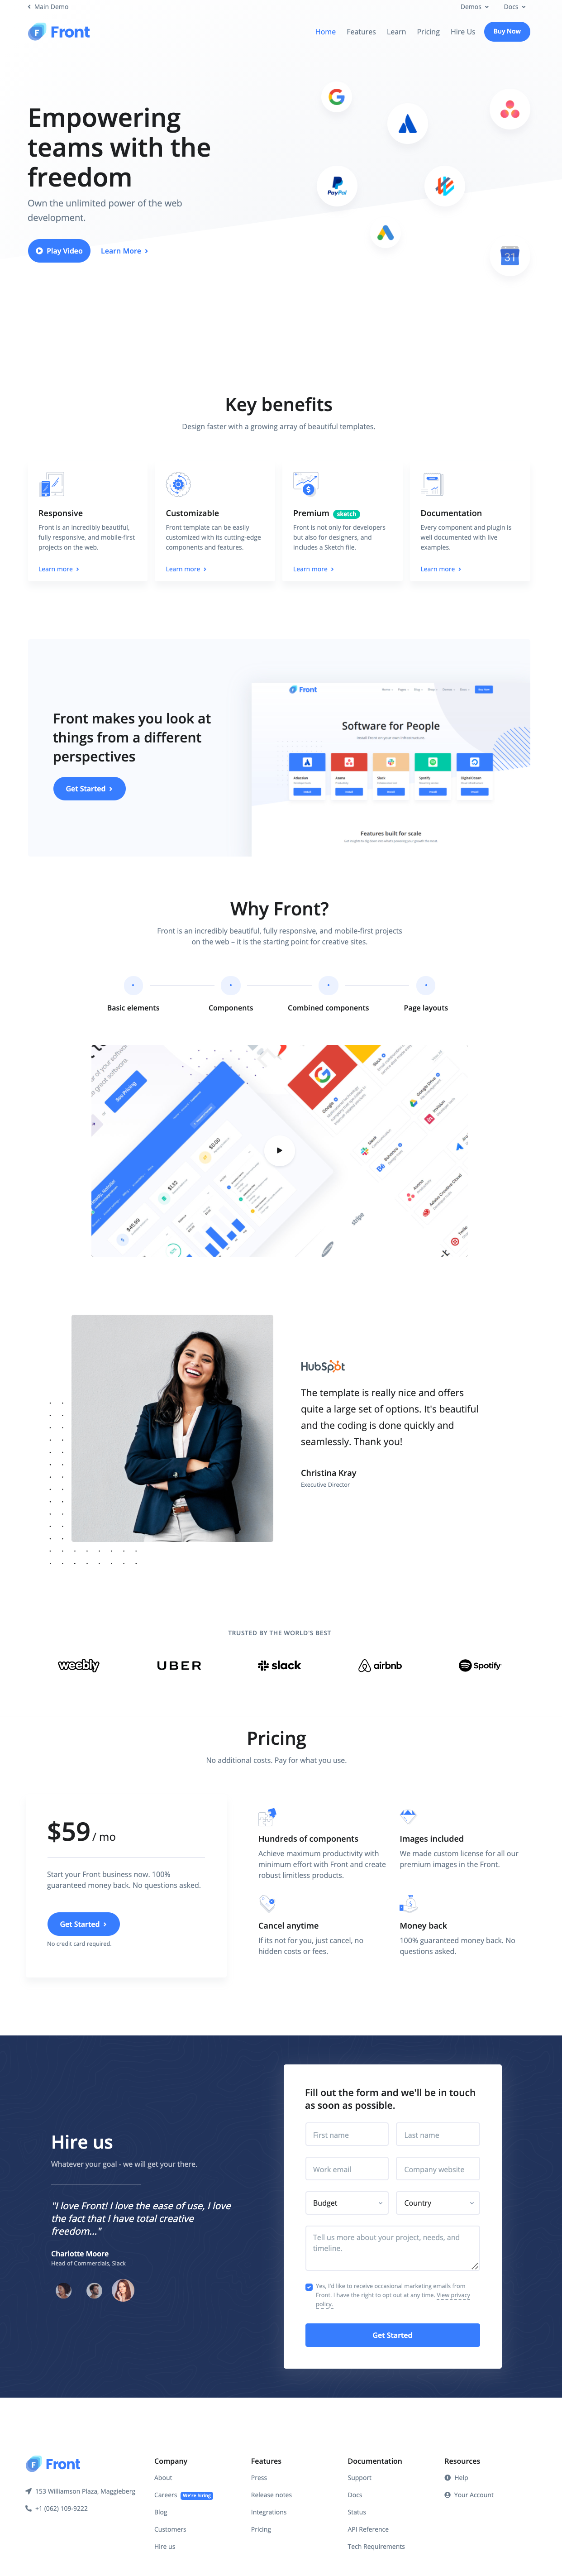 Main Demo
Demos
Docs
Front
Home
Features
Learn
Pricing
Hire Us
Buy Now
Empowering
teams with the
freedom
Own the unlimited power of the web
development.
Play Video
Learn More
PayPal
31
Key benefits
Design faster with a growing array of beautiful templates.
Responsive
Front is an incredibly beautiful,
fully responsive, and mobile-first
projects on the web.
Learn more
Customizable
Front template can be easily
customized with its cutting-edge
components and features.
Learn more
Premium sketch
Front is not only for developers
but also for designers, and
includes a Sketch file.
Learn more
Documentation
Every component and plugin is
well documented with live
examples.
Learn more
Front makes you look at
things from a different
perspectives
Get Started
Front
Software for People
Features built for scale
Why Front?
Front is an incredibly beautiful, fully responsive, and mobile-first projects
on the web – it is the starting point for creative sites.
Basic elements
Components
Combined components
Page layouts
See Pricing
Google
Slack
Google Drive
Behance
Adobe Creative Cloud
stripe
$0.00
$1.22
$45.99
HubSpot
The template is really nice and offers
quite a large set of options. It's beautiful
and the coding is done quickly and
seamlessly. Thank you!
Christina Kray
Executive Director
TRUSTED BY THE WORLD'S BEST
weebly
UBER
slack
airbnb
Spotify
Pricing
No additional costs. Pay for what you use.
$59 / mo
Start your Front business now. 100%
guaranteed money back. No questions asked.
Get Started
No credit card required.
Hundreds of components
Achieve maximum productivity with
minimum effort with Front and create
robust limitless products.
Images included
We made custom license for all our
premium images in the Front.
Cancel anytime
If its not for you, just cancel, no
hidden costs or fees.
Money back
100% guaranteed money back. No
questions asked.
Hire us
Whatever your goal - we will get your there.
"I love Front! I love the ease of use, I love
the fact that I have total creative
freedom..."
Charlotte Moore
Head of Commercials, Slack
Fill out the form and we'll be in touch
as soon as possible.
First name
Last name
Work email
Company website
Budget
Country
Tell us more about your project, needs, and
timeline.
Yes, I'd like to receive occasional marketing emails from
Front. I have the right to opt out at any time. View privacy
policy.
Get Started
Front
153 Williamson Plaza, Maggieberg
+1 (062) 109-9222
Company
About
Careers We're hiring
Blog
Customers
Hire us
Features
Press
Release notes
Integrations
Pricing
Documentation
Support
Docs
Status
API Reference
Tech Requirements
Resources
Help
Your Account